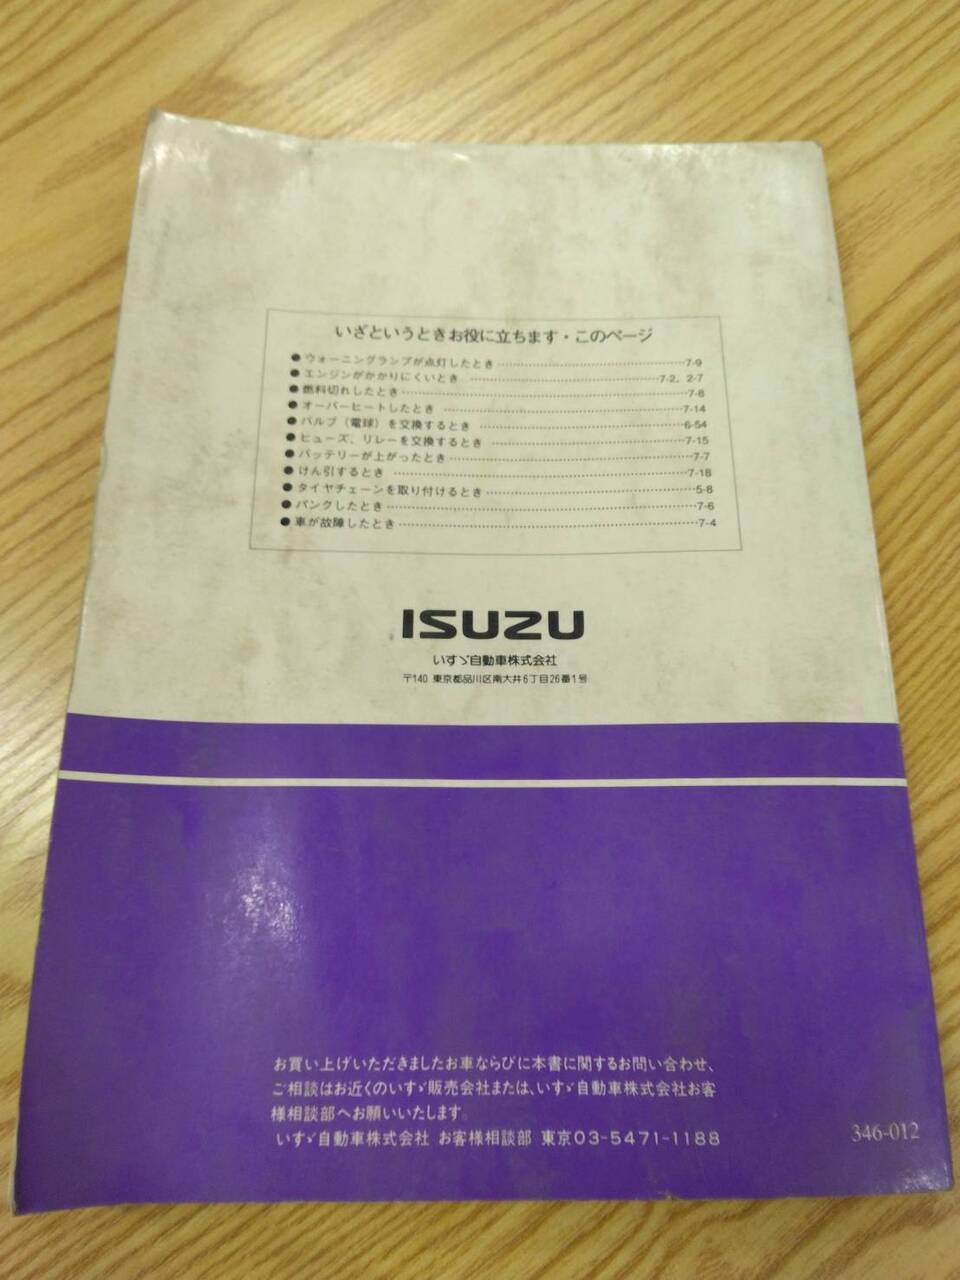 いざというときお役に立ちます・このページ
●ウォーニングランプが点灯したとき……7-9
●エンジンがかかりにくいとき……7-2, 2-7
●燃料切れしたとき……7-8
●オーバーヒートしたとき……7-14
●バルブ（電球）を交換するとき……6-54
●ヒューズ、リレーを交換するとき……7-15
●バッテリーが上がったとき……7-7
●けん引するとき……7-18
●タイヤチェーンを取り付けるとき……5-8
●パンクしたとき……7-6
●車が故障したとき……7-4
ISUZU
いすゞ自動車株式会社
〒140 東京都品川区南大井6丁目26番1号
お買い上げいただきましたお車ならびに本書に関するお問い合わせ、
ご相談はお近くのいすゞ販売会社または、いすゞ自動車株式会社お客
様相談部へお願いいたします。
いすゞ自動車株式会社 お客様相談部 東京03-5471-1188
346-012